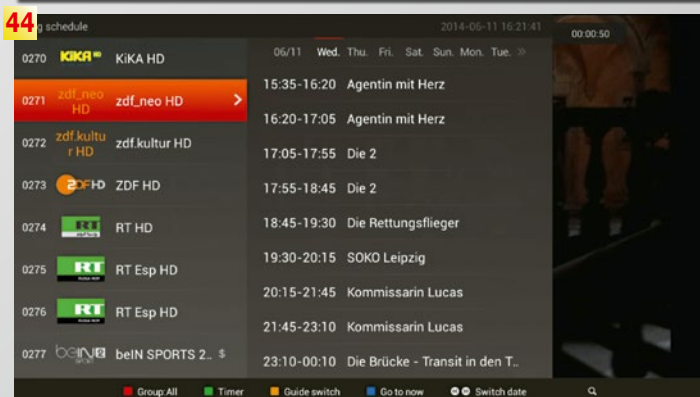 44
g schedule
2014-06-11 16:21:41
00:00:50
0270 KiKA HD KiKA HD
0271 zdf_neo HD zdf_neo HD
0272 zdf.kultur HD zdf.kultur HD
0273 ZDF HD ZDF HD
0274 RT RT HD
0275 RT RT Esp HD
0276 RT RT Esp HD
0277 beIN SPORT 2 beIN SPORTS 2.. $
06/11 Wed. Thu. Fri. Sat. Sun. Mon. Tue. »
15:35-16:20 Agentin mit Herz
16:20-17:05 Agentin mit Herz
17:05-17:55 Die 2
17:55-18:45 Die 2
18:45-19:30 Die Rettungsflieger
19:30-20:15 SOKO Leipzig
20:15-21:45 Kommissarin Lucas
21:45-23:10 Kommissarin Lucas
23:10-00:10 Die Brücke - Transit in den T..
Group:All Timer Guide switch Go to now Switch date